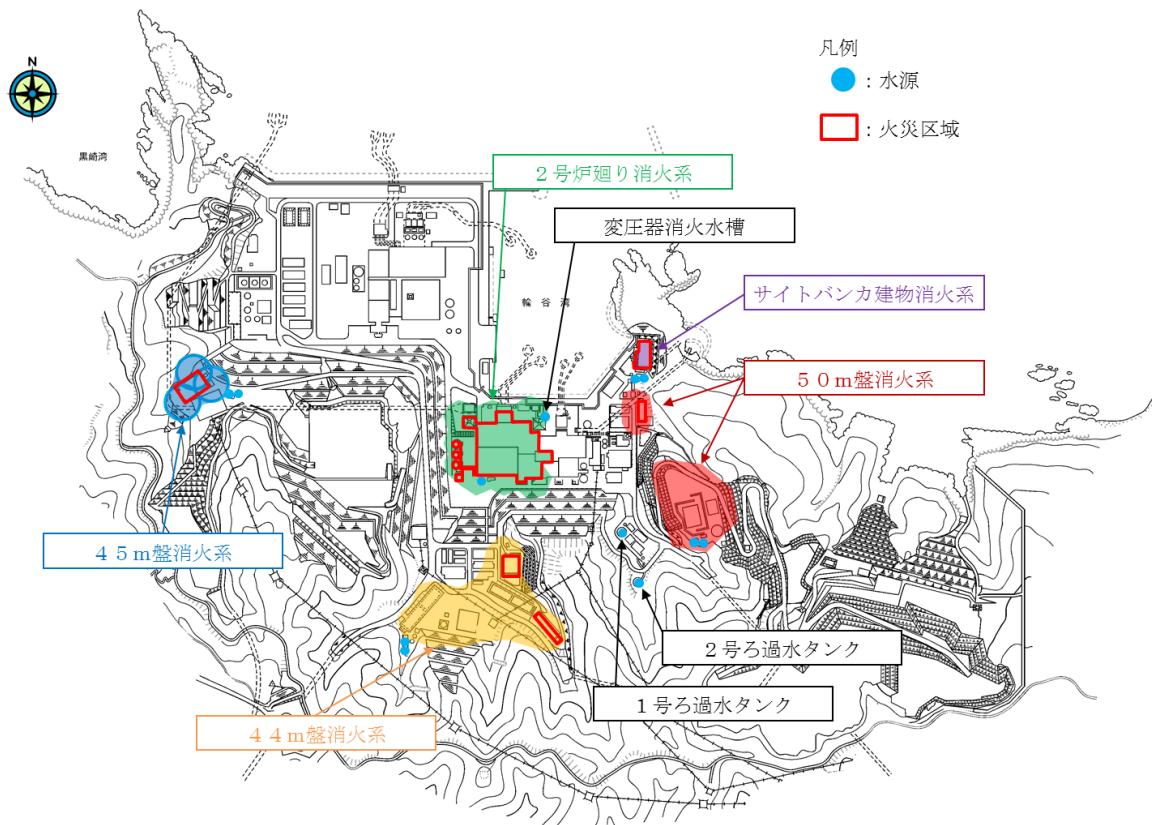 凡例
N
：水源
：火災区域
黒崎湾
２号炉廻り消火系
変圧器消火水槽
サイトバンカ建物消火系
輪谷湾
５０ｍ盤消火系
４５ｍ盤消火系
２号ろ過水タンク
１号ろ過水タンク
４４ｍ盤消火系